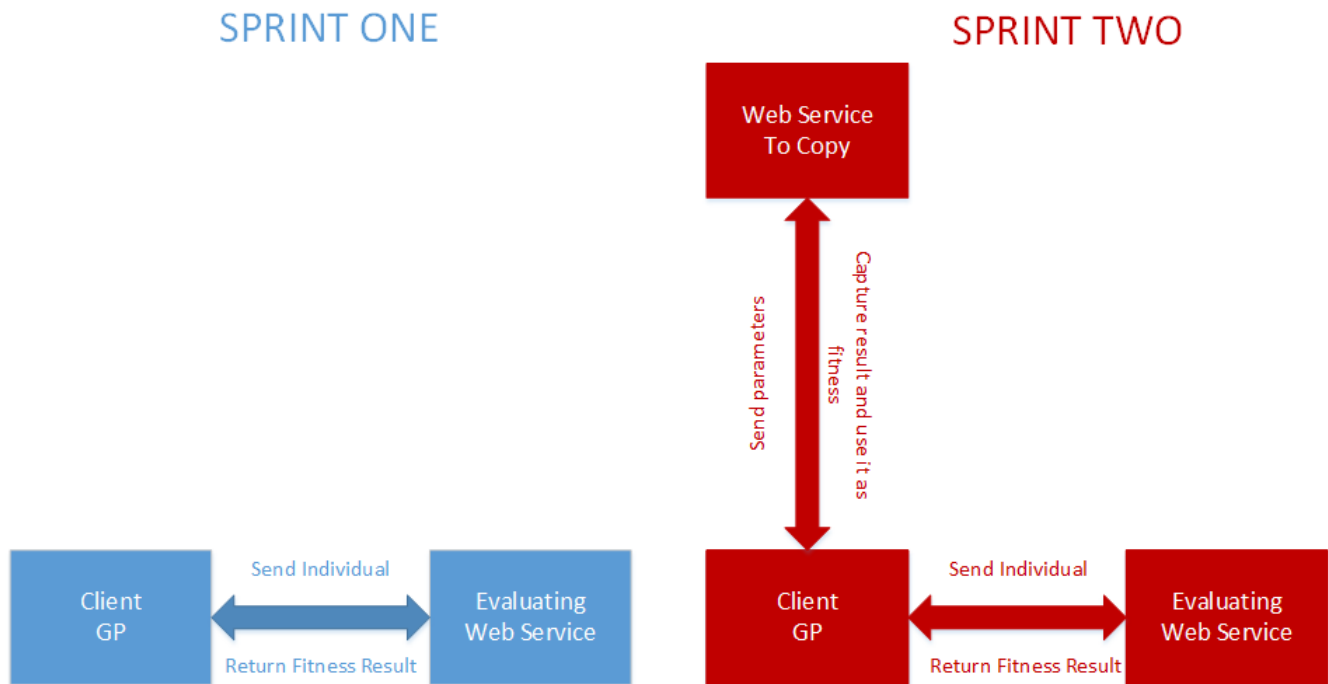 SPRINT ONE
SPRINT TWO
Web Service
To Copy
Send parameters
Capture result and use it as
fitness
Client
GP
Send Individual
Return Fitness Result
Evaluating
Web Service
Client
GP
Send Individual
Return Fitness Result
Evaluating
Web Service